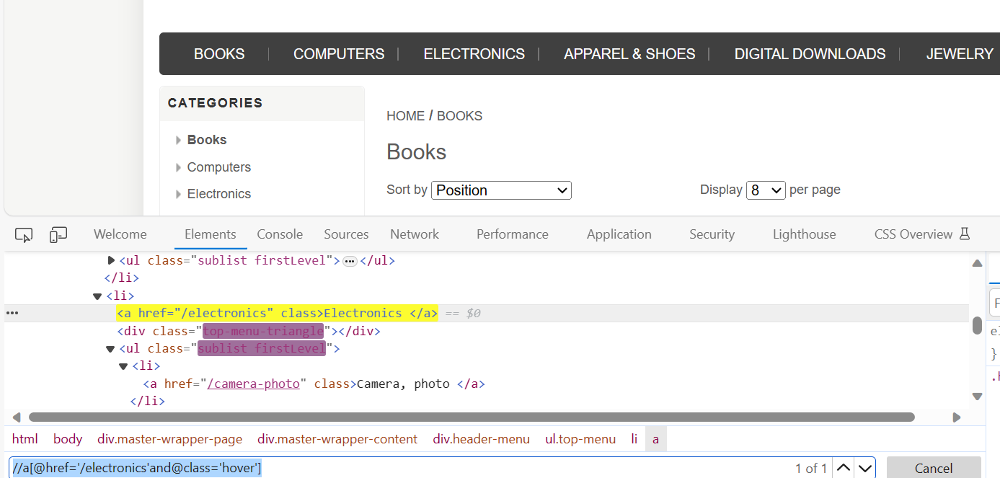 BOOKS COMPUTERS ELECTRONICS APPAREL & SHOES DIGITAL DOWNLOADS JEWELRY
CATEGORIES
Books
Computers
Electronics
HOME / BOOKS
Books
Sort by Position Display 8 per page
Welcome Elements Console Sources Network Performance Application Security Lighthouse CSS Overview
<ul class="sublist firstLevel">…</ul>
</li>
<li>
<a href="/electronics" class>Electronics </a> == $0
<div class="top-menu-triangle"></div>
<ul class="sublist firstLevel">
<li>
<a href="/camera-photo" class>Camera, photo </a>
</li>
html body div.master-wrapper-page div.master-wrapper-content div.header-menu ul.top-menu li a
//a[@href='/electronics'and@class='hover'] 1 of 1 Cancel
F
el
}
.h